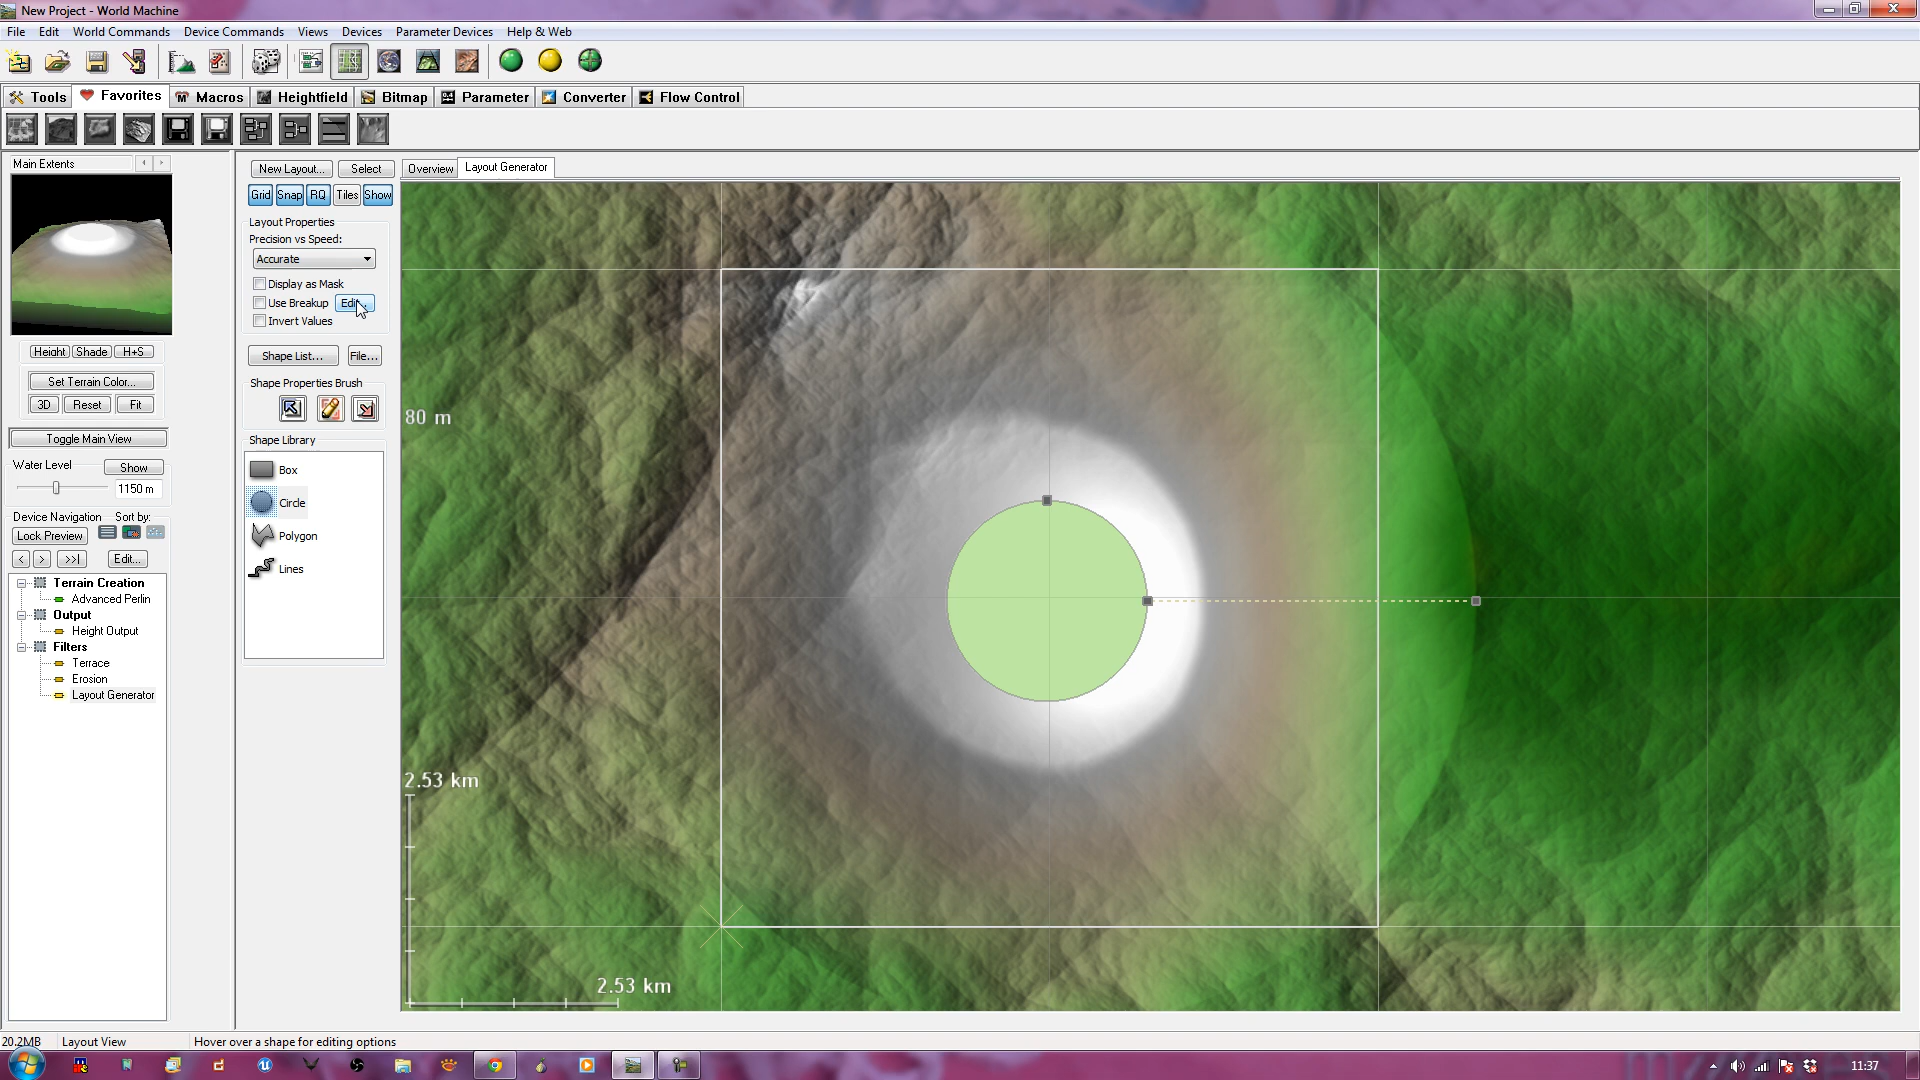 New Project - World Machine
File Edit World Commands Device Commands Views Devices Parameter Devices Help & Web
Tools Favorites Macros Heightfield Bitmap Parameter Converter Flow Control
Main Extents
Height Shade H+S
Set Terrain Color...
3D Reset Fit
Toggle Main View
Water Level Show
1150 m
Device Navigation Sort by:
Lock Preview
< > >>| Edit...
Terrain Creation
Advanced Perlin
Output
Height Output
Filters
Terrace
Erosion
Layout Generator
New Layout... Select
Grid Snap RQ Tiles Show
Layout Properties
Precision vs Speed:
Accurate
Display as Mask
Use Breakup Edit...
Invert Values
Shape List... File...
Shape Properties Brush
Shape Library
Box
Circle
Polygon
Lines
Overview Layout Generator
80 m
2.53 km
2.53 km
20.2MB Layout View Hover over a shape for editing options
11:37